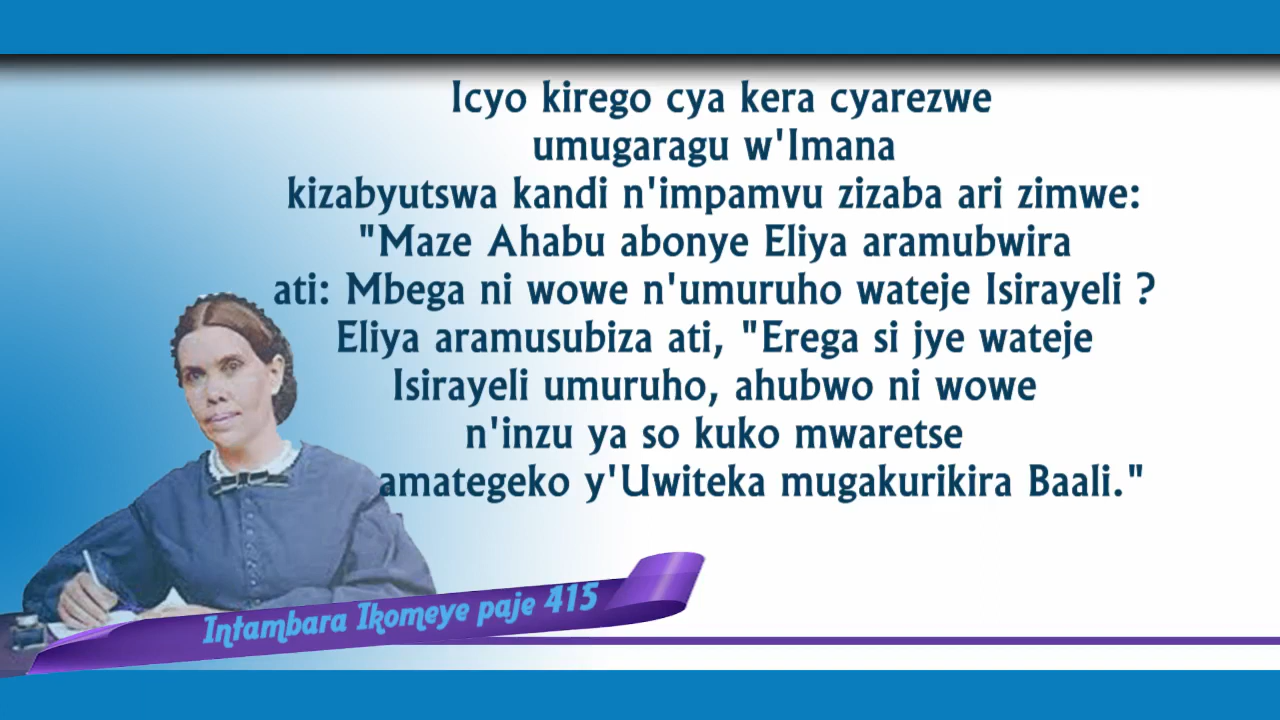 Icyo kirego cya kera cyarezwe
umugaragu w'Imana
kizabyutswa kandi n'impamvu zizaba ari zimwe:
"Maze Ahabu abonye Eliya aramubwira
ati: Mbega ni wowe n'umuruho wateje Isirayeli ?
Eliya aramusubiza ati, "Erega si jye wateje
Isirayeli umuruho, ahubwo ni wowe
n'inzu ya so kuko mwaretse
amategeko y'Uwiteka mugakurikira Baali."
Intambara Ikomeye paje 415